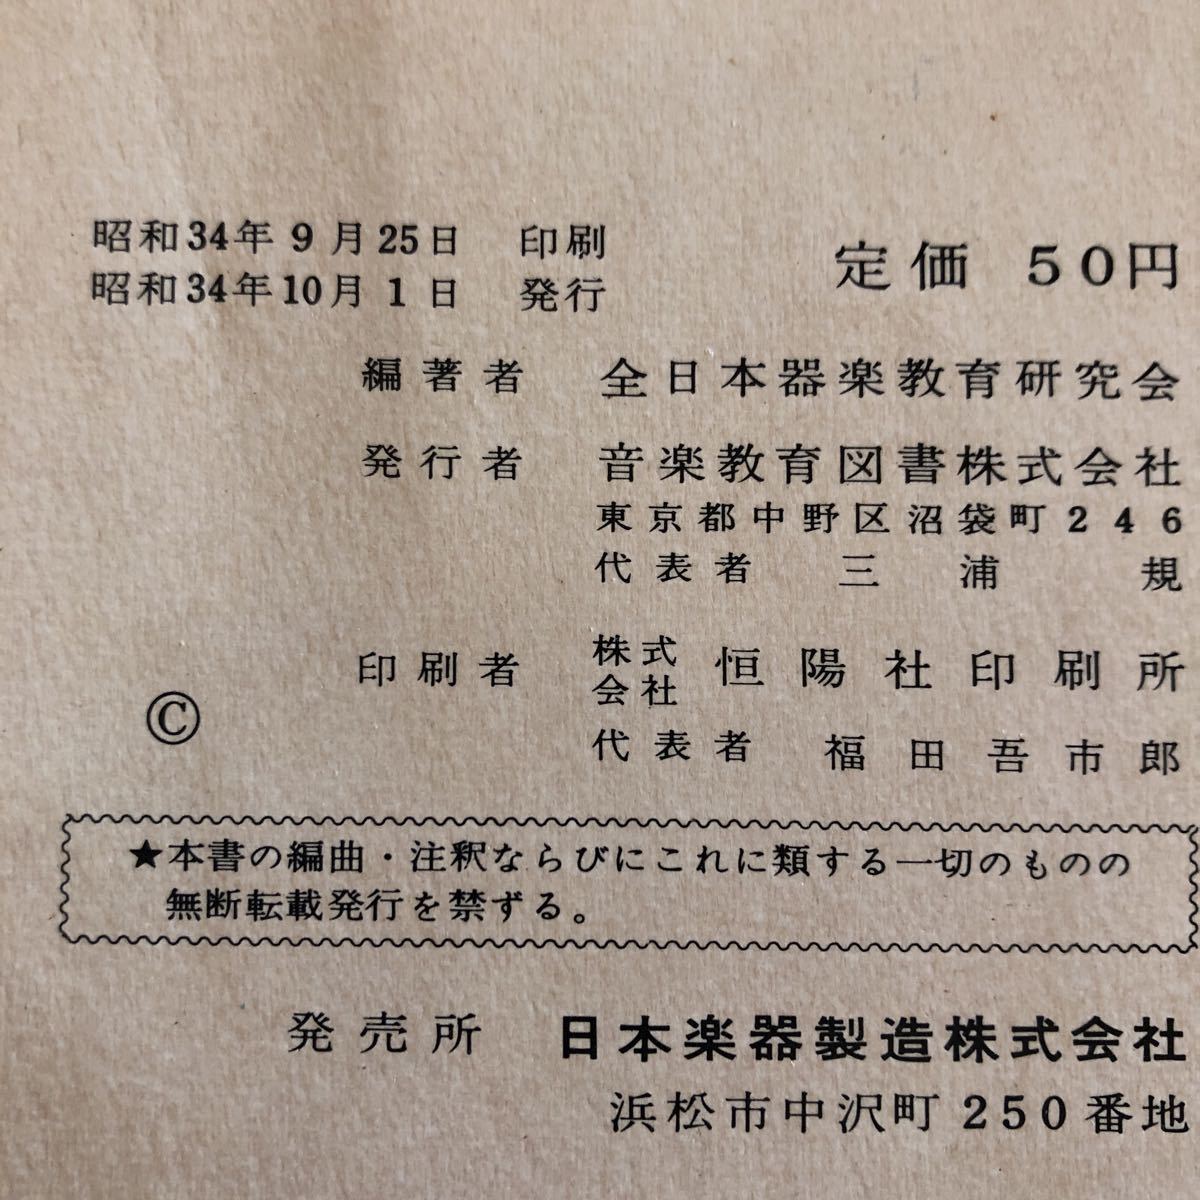 昭和34年 9月25日 印刷
昭和34年10月 1日 発行
定価 50円
編著者 全日本器楽教育研究会
発行者 音楽教育図書株式会社
東京都中野区沼袋町246
代表者 三浦規
印刷者 株式会社 恒陽社印刷所
代表者 福田吾市郎
©
★本書の編曲・注釈ならびにこれに類する一切のものの
無断転載発行を禁ずる。
発売所 日本楽器製造株式会社
浜松市中沢町250番地